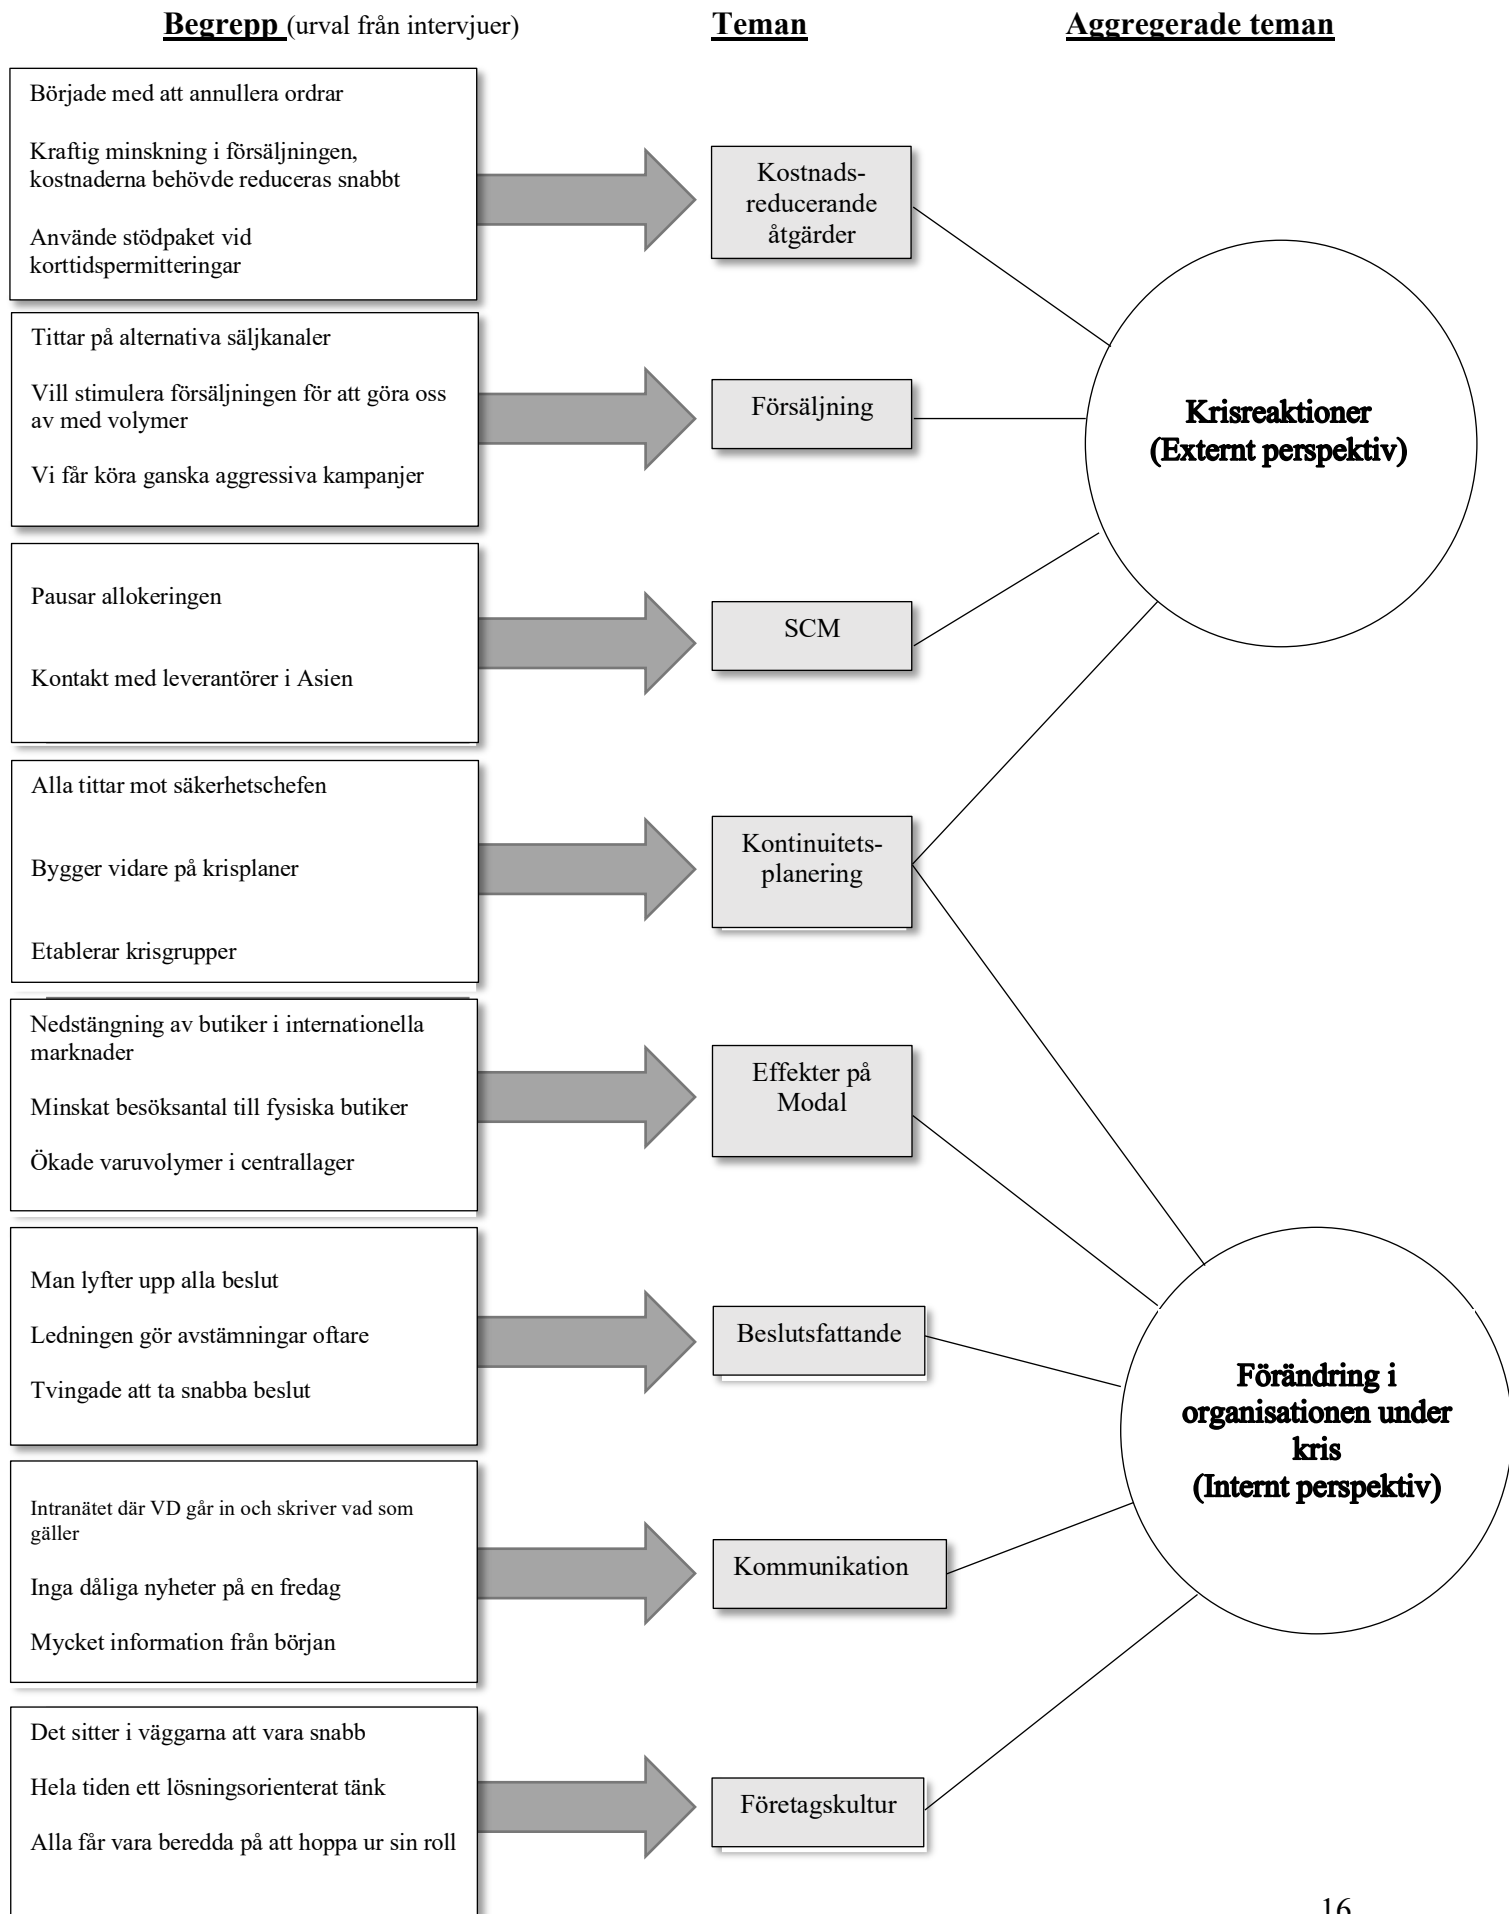 Begrepp (urval från intervjuer)
Teman
Aggregerade teman
Började med att annullera ordrar
Kraftig minskning i försäljningen,
kostnaderna behövde reduceras snabbt
Använde stödpaket vid
korttidspermitteringar
Kostnads-
reducerande
åtgärder
Tittar på alternativa säljkanaler
Vill stimulera försäljningen för att göra oss
av med volymer
Vi får köra ganska aggressiva kampanjer
Försäljning
Krisreaktioner
(Externt perspektiv)
Pausar allokeringen
Kontakt med leverantörer i Asien
SCM
Alla tittar mot säkerhetschefen
Bygger vidare på krisplaner
Etablerar krisgrupper
Kontinuitets-
planering
Nedstängning av butiker i internationella
marknader
Minskat besöksantal till fysiska butiker
Ökade varuvolymer i centrallager
Effekter på
Modal
Man lyfter upp alla beslut
Ledningen gör avstämningar oftare
Tvingade att ta snabba beslut
Beslutsfattande
Förändring i
organisationen under
kris
(Internt perspektiv)
Intranätet där VD går in och skriver vad som
gäller
Inga dåliga nyheter på en fredag
Mycket information från början
Kommunikation
Det sitter i väggarna att vara snabb
Hela tiden ett lösningsorienterat tänk
Alla får vara beredda på att hoppa ur sin roll
Företagskultur
16